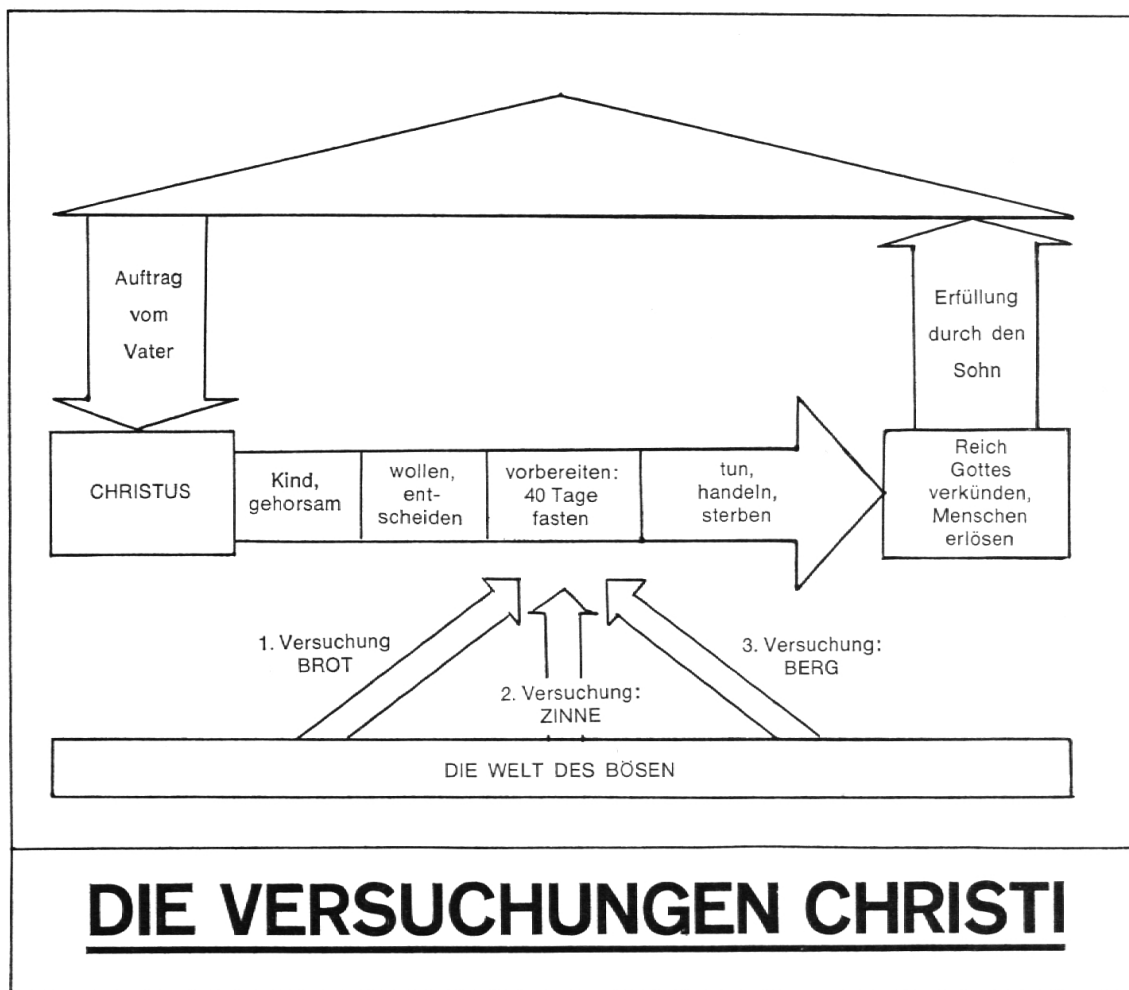 Auftrag
vom
Vater
Erfüllung
durch den
Sohn
CHRISTUS
Kind,
gehorsam
wollen,
ent-
scheiden
vorbereiten:
40 Tage
fasten
tun,
handeln,
sterben
Reich
Gottes
verkünden,
Menschen
erlösen
1. Versuchung
BROT
2. Versuchung:
ZINNE
3. Versuchung:
BERG
DIE WELT DES BÖSEN
DIE VERSUCHUNGEN CHRISTI